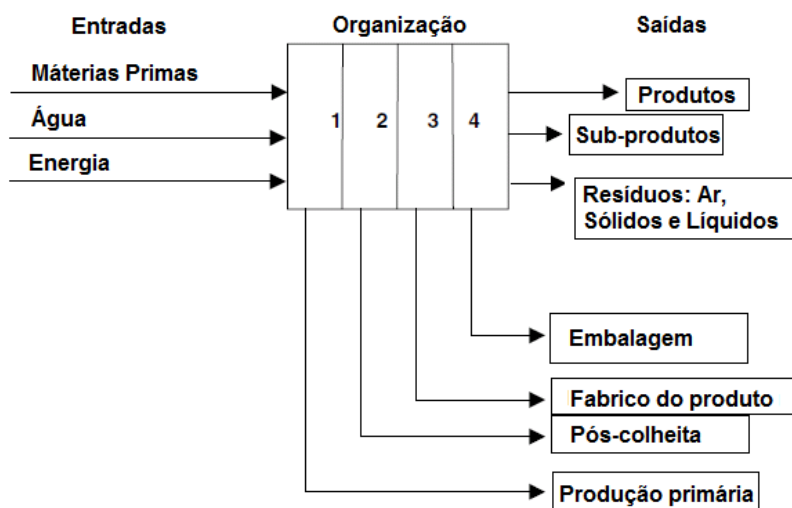 Entradas
Organização
Saídas
Máterias Primas
Água
Energia
1 2 3 4
Produtos
Sub-produtos
Resíduos: Ar,
Sólidos e Líquidos
Embalagem
Fabrico do produto
Pós-colheita
Produção primária